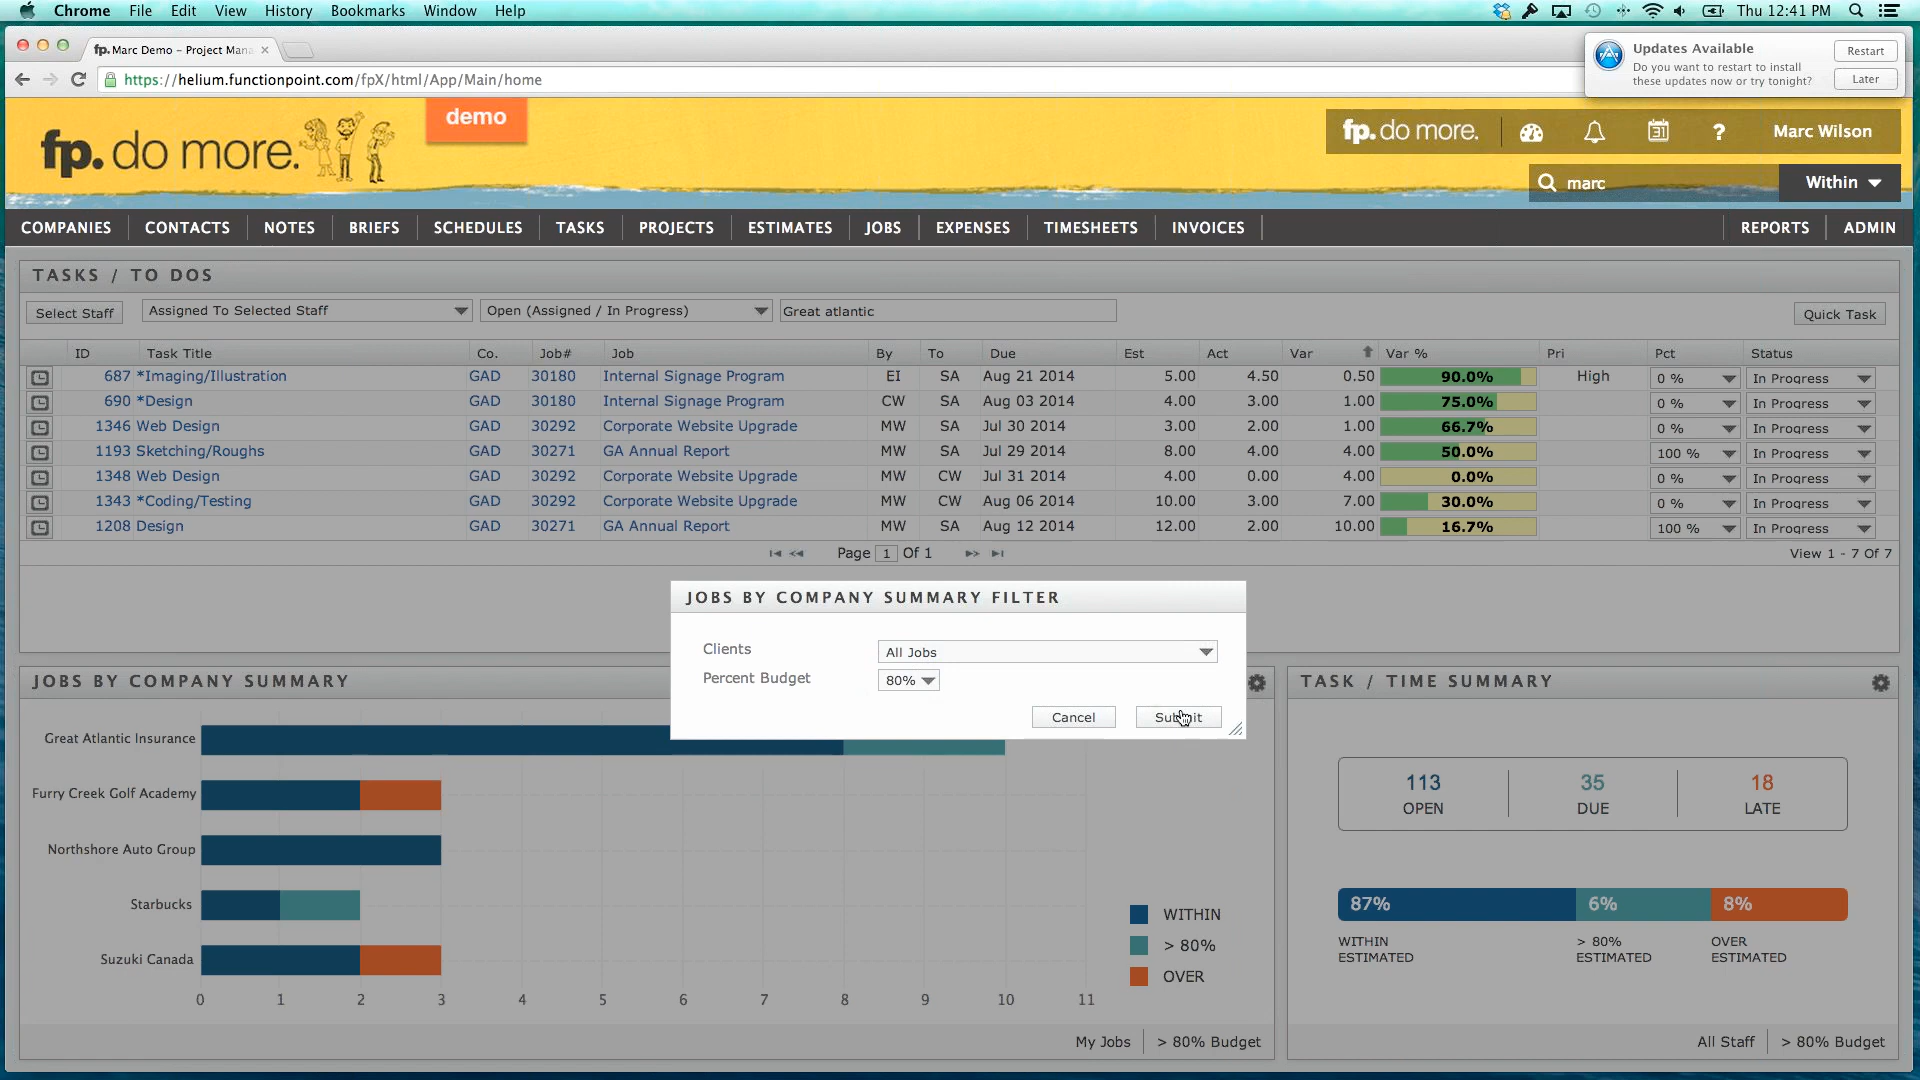 Chrome File Edit View History Bookmarks Window Help Thu 12:41 PM
fp. Marc Demo – Project Mana
https://helium.functionpoint.com/fpX/html/App/Main/home
Updates Available
Do you want to restart to install
these updates now or try tonight?
Restart
Later
fp. do more.
demo
fp. do more. 31 ? Marc Wilson
marc Within
COMPANIES CONTACTS NOTES BRIEFS SCHEDULES TASKS PROJECTS ESTIMATES JOBS EXPENSES TIMESHEETS INVOICES REPORTS ADMIN
TASKS / TO DOS
Select Staff Assigned To Selected Staff Open (Assigned / In Progress) Great atlantic Quick Task
ID Task Title Co. Job# Job By To Due Est Act Var Var % Pri Pct Status
687 *Imaging/Illustration GAD 30180 Internal Signage Program EI SA Aug 21 2014 5.00 4.50 0.50 90.0% High 0 % In Progress
690 *Design GAD 30180 Internal Signage Program CW SA Aug 03 2014 4.00 3.00 1.00 75.0% 0 % In Progress
1346 Web Design GAD 30292 Corporate Website Upgrade MW SA Jul 30 2014 3.00 2.00 1.00 66.7% 0 % In Progress
1193 Sketching/Roughs GAD 30271 GA Annual Report MW SA Jul 29 2014 8.00 4.00 4.00 50.0% 100 % In Progress
1348 Web Design GAD 30292 Corporate Website Upgrade MW CW Jul 31 2014 4.00 0.00 4.00 0.0% 0 % In Progress
1343 *Coding/Testing GAD 30292 Corporate Website Upgrade MW CW Aug 06 2014 10.00 3.00 7.00 30.0% 0 % In Progress
1208 Design GAD 30271 GA Annual Report MW SA Aug 12 2014 12.00 2.00 10.00 16.7% 100 % In Progress
Page 1 Of 1 View 1 - 7 Of 7
JOBS BY COMPANY SUMMARY FILTER
Clients All Jobs
Percent Budget 80%
Cancel Submit
JOBS BY COMPANY SUMMARY
Great Atlantic Insurance
Furry Creek Golf Academy
Northshore Auto Group
Starbucks
Suzuki Canada
0 1 2 3 4 5 6 7 8 9 10 11
WITHIN
> 80%
OVER
My Jobs > 80% Budget
TASK / TIME SUMMARY
113 35 18
OPEN DUE LATE
87% 6% 8%
WITHIN > 80% OVER
ESTIMATED ESTIMATED ESTIMATED
All Staff > 80% Budget